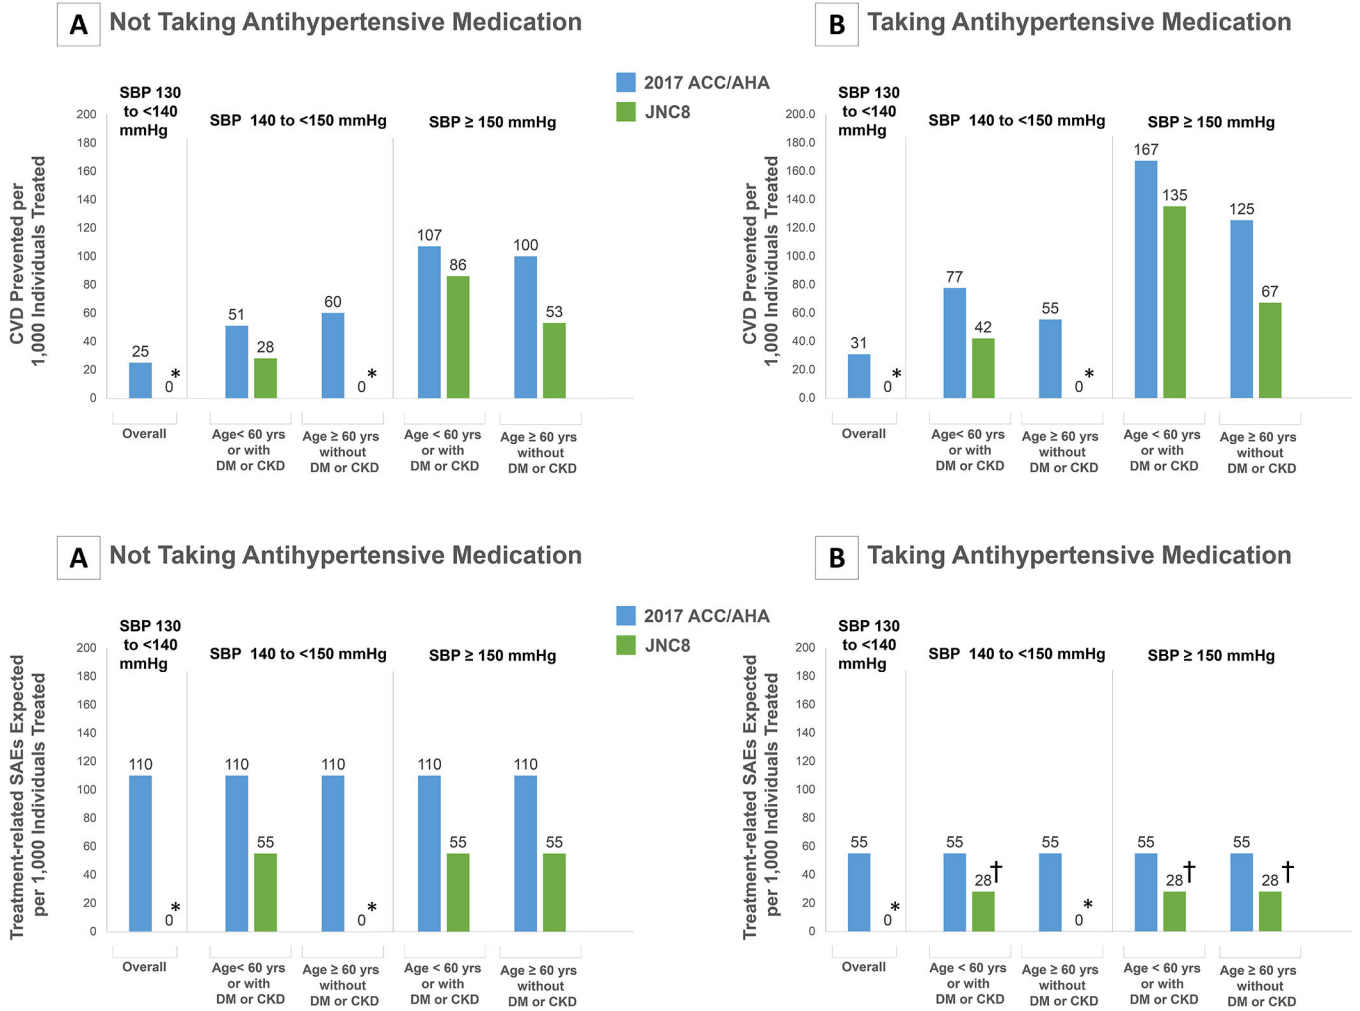 A Not Taking Antihypertensive Medication
2017 ACC/AHA
JNC8
CVD Prevented per
1,000 Individuals Treated
SBP 130
to <140
mmHg
SBP 140 to <150 mmHg
SBP ≥ 150 mmHg
200
180
160
140
120
100
80
60
40
20
0
25
0
*
51
28
60
0
*
107
86
100
53
Overall
Age< 60 yrs
or with
DM or CKD
Age ≥ 60 yrs
without
DM or CKD
Age < 60 yrs
or with
DM or CKD
Age ≥ 60 yrs
without
DM or CKD
B Taking Antihypertensive Medication
CVD Prevented per
1,000 Individuals Treated
SBP 130
to <140
mmHg
SBP 140 to <150 mmHg
SBP ≥ 150 mmHg
200.0
180.0
160.0
140.0
120.0
100.0
80.0
60.0
40.0
20.0
0.0
31
0
*
77
42
55
0
*
167
135
125
67
Overall
Age < 60 yrs
or with
DM or CKD
Age ≥ 60 yrs
without
DM or CKD
Age < 60 yrs
or with
DM or CKD
Age ≥ 60 yrs
without
DM or CKD
A Not Taking Antihypertensive Medication
2017 ACC/AHA
JNC8
Treatment-related SAEs Expected
per 1,000 Individuals Treated
SBP 130
to <140
mmHg
SBP 140 to <150 mmHg
SBP ≥ 150 mmHg
200
180
160
140
120
100
80
60
40
20
0
110
0
*
110
55
110
0
*
110
55
110
55
Overall
Age< 60 yrs
or with
DM or CKD
Age ≥ 60 yrs
without
DM or CKD
Age < 60 yrs
or with
DM or CKD
Age ≥ 60 yrs
without
DM or CKD
B Taking Antihypertensive Medication
Treatment-related SAEs Expected
per 1,000 Individuals Treated
SBP 130
to <140
mmHg
SBP 140 to <150 mmHg
SBP ≥ 150 mmHg
200
180
160
140
120
100
80
60
40
20
0
55
0
*
55
28
†
55
0
*
55
28
†
55
28
†
Overall
Age < 60 yrs
or with
DM or CKD
Age ≥ 60 yrs
without
DM or CKD
Age < 60 yrs
or with
DM or CKD
Age ≥ 60 yrs
without
DM or CKD